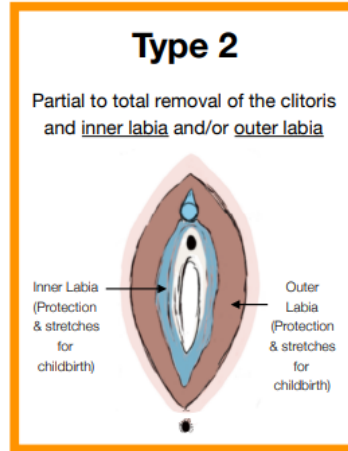 Type 2
Partial to total removal of the clitoris
and inner labia and/or outer labia
Inner Labia
(Protection
& stretches
for
childbirth)
Outer
Labia
(Protection
& stretches
for
childbirth)